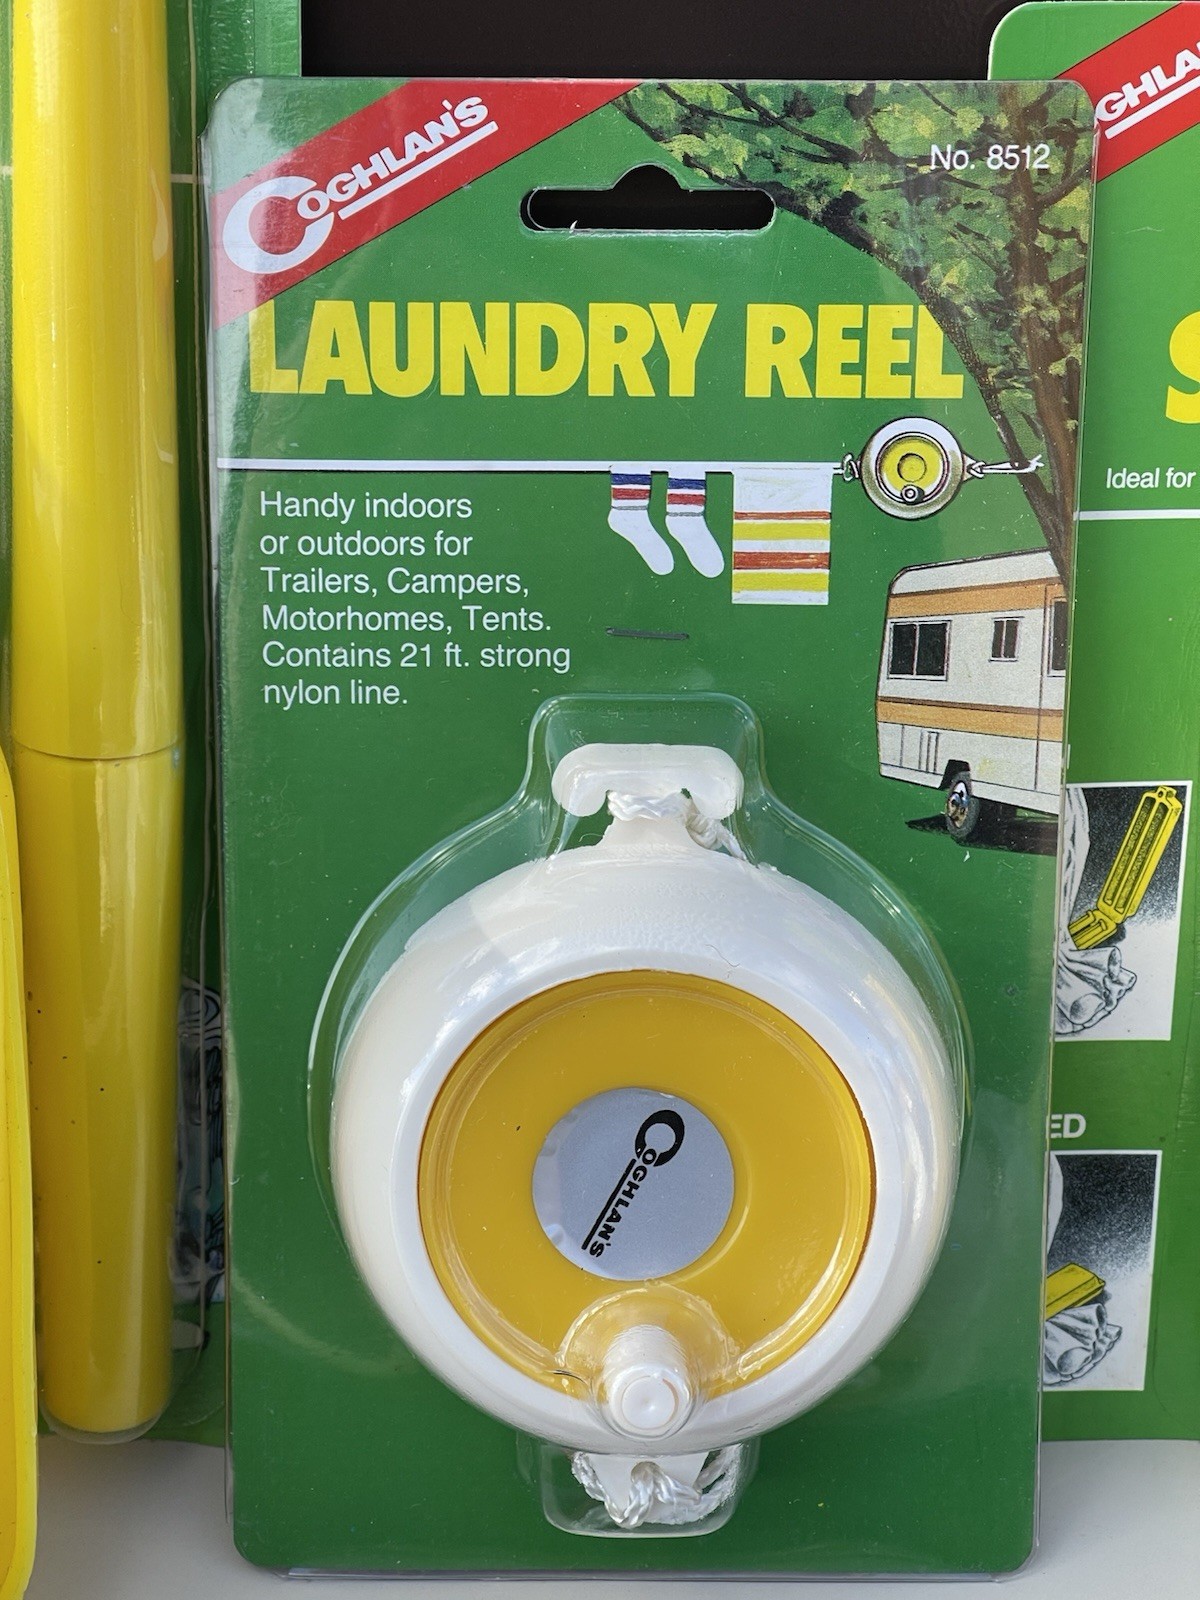 COGHLAN'S
No. 8512
LAUNDRY REEL
Handy indoors
or outdoors for
Trailers, Campers,
Motorhomes, Tents.
Contains 21 ft. strong
nylon line.
COGHLAN'S
GHLA
S
Ideal for
ED